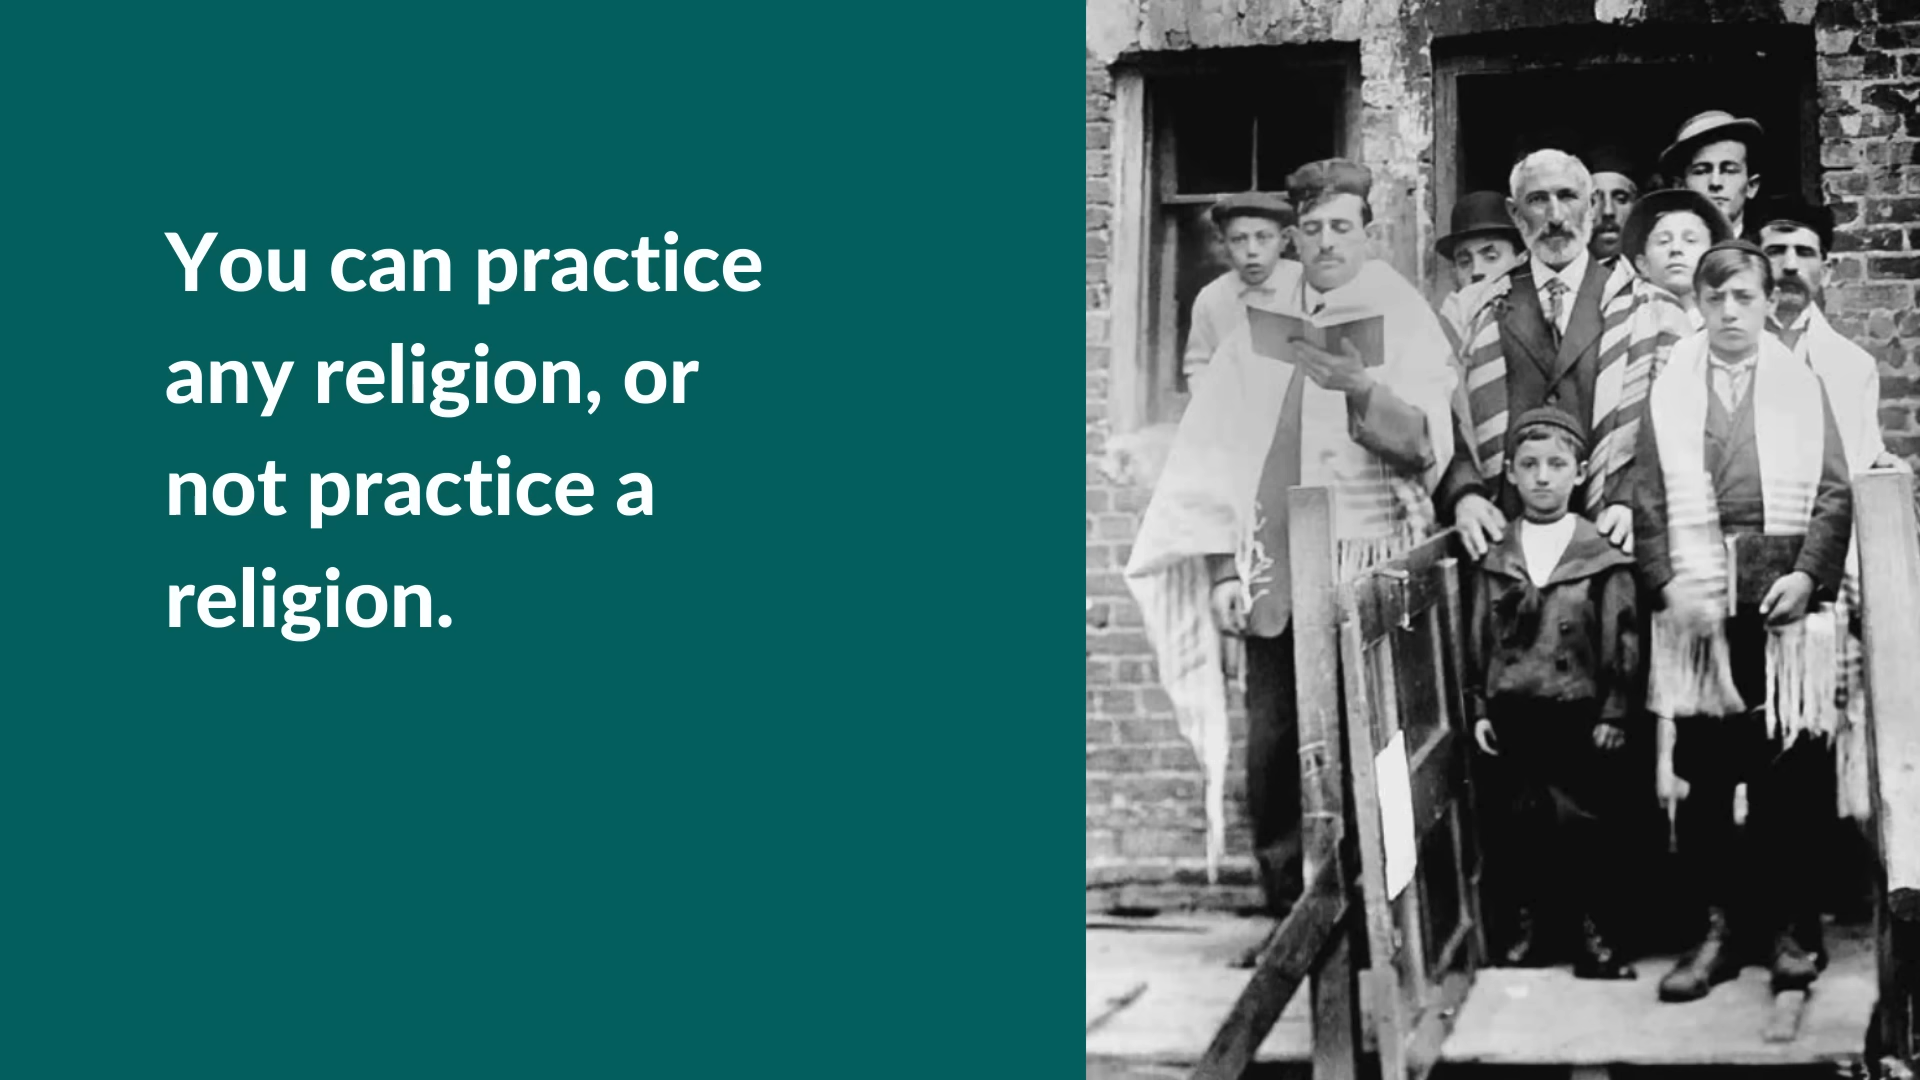 You can practice
any religion, or
not practice a
religion.